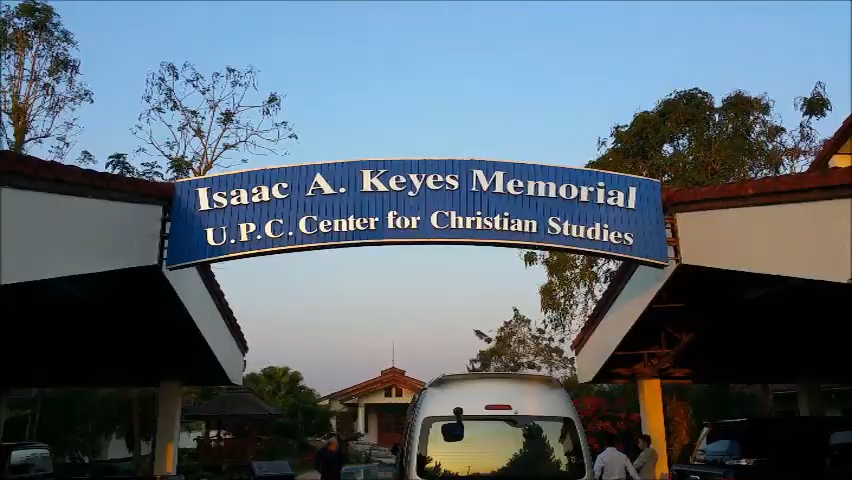 Isaac A. Keyes Memorial
U.P.C. Center for Christian Studies